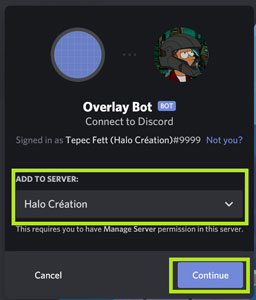 Overlay Bot BOT
Connect to Discord
Signed in as Tepec Fett (Halo Création)#9999 Not you?
ADD TO SERVER:
Halo Création
This requires you to have Manage Server permission in this server.
Cancel
Continue